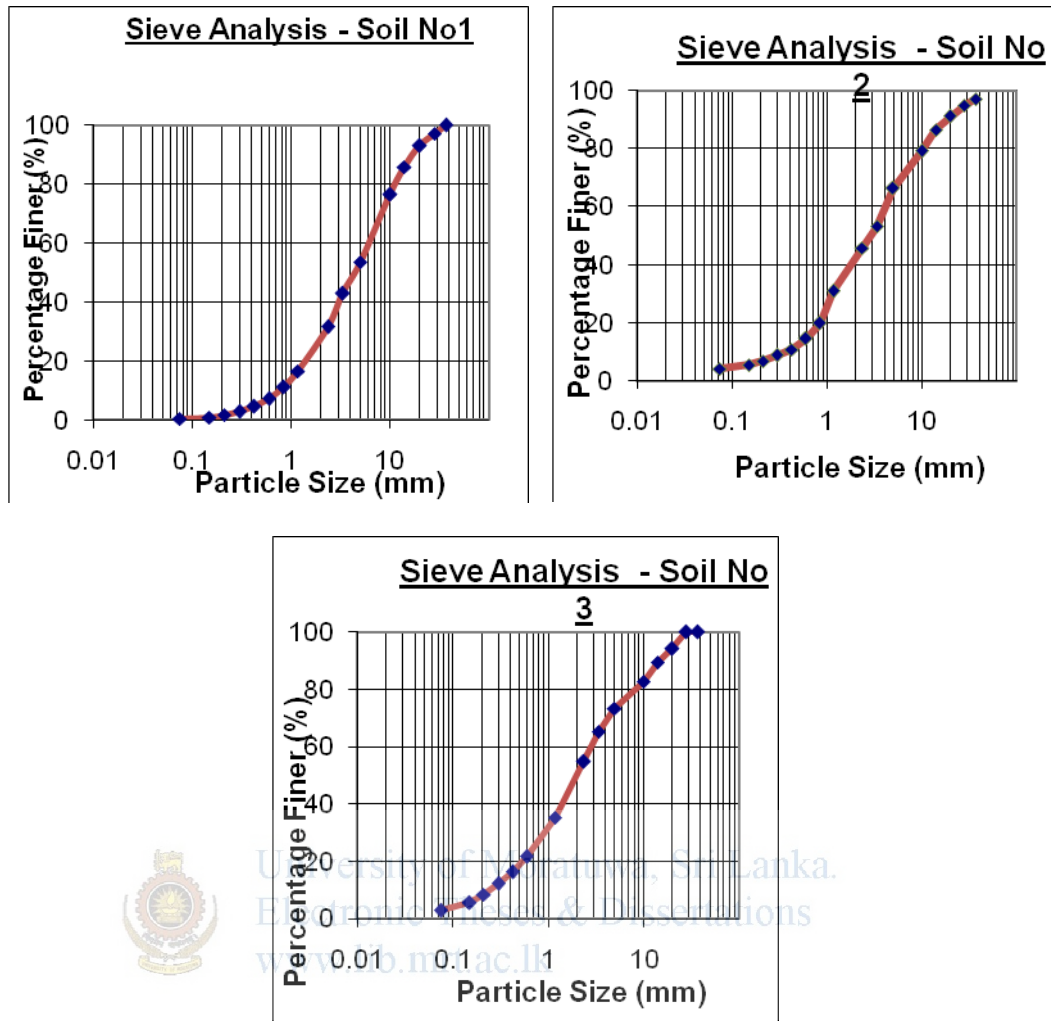 Sieve Analysis - Soil No1
Percentage Finer (%)
100
80
60
40
20
0
0.01
0.1
1
10
Particle Size (mm)
Sieve Analysis - Soil No
2
Percentage Finer (%)
100
80
60
40
20
0
0.01
0.1
1
10
Particle Size (mm)
Sieve Analysis - Soil No
3
Percentage Finer (%)
100
80
60
40
20
0
0.01
0.1
1
10
Particle Size (mm)
University of Moratuwa, Sri Lanka.
Electronic Theses & Dissertations
www.lib.mrt.ac.lk